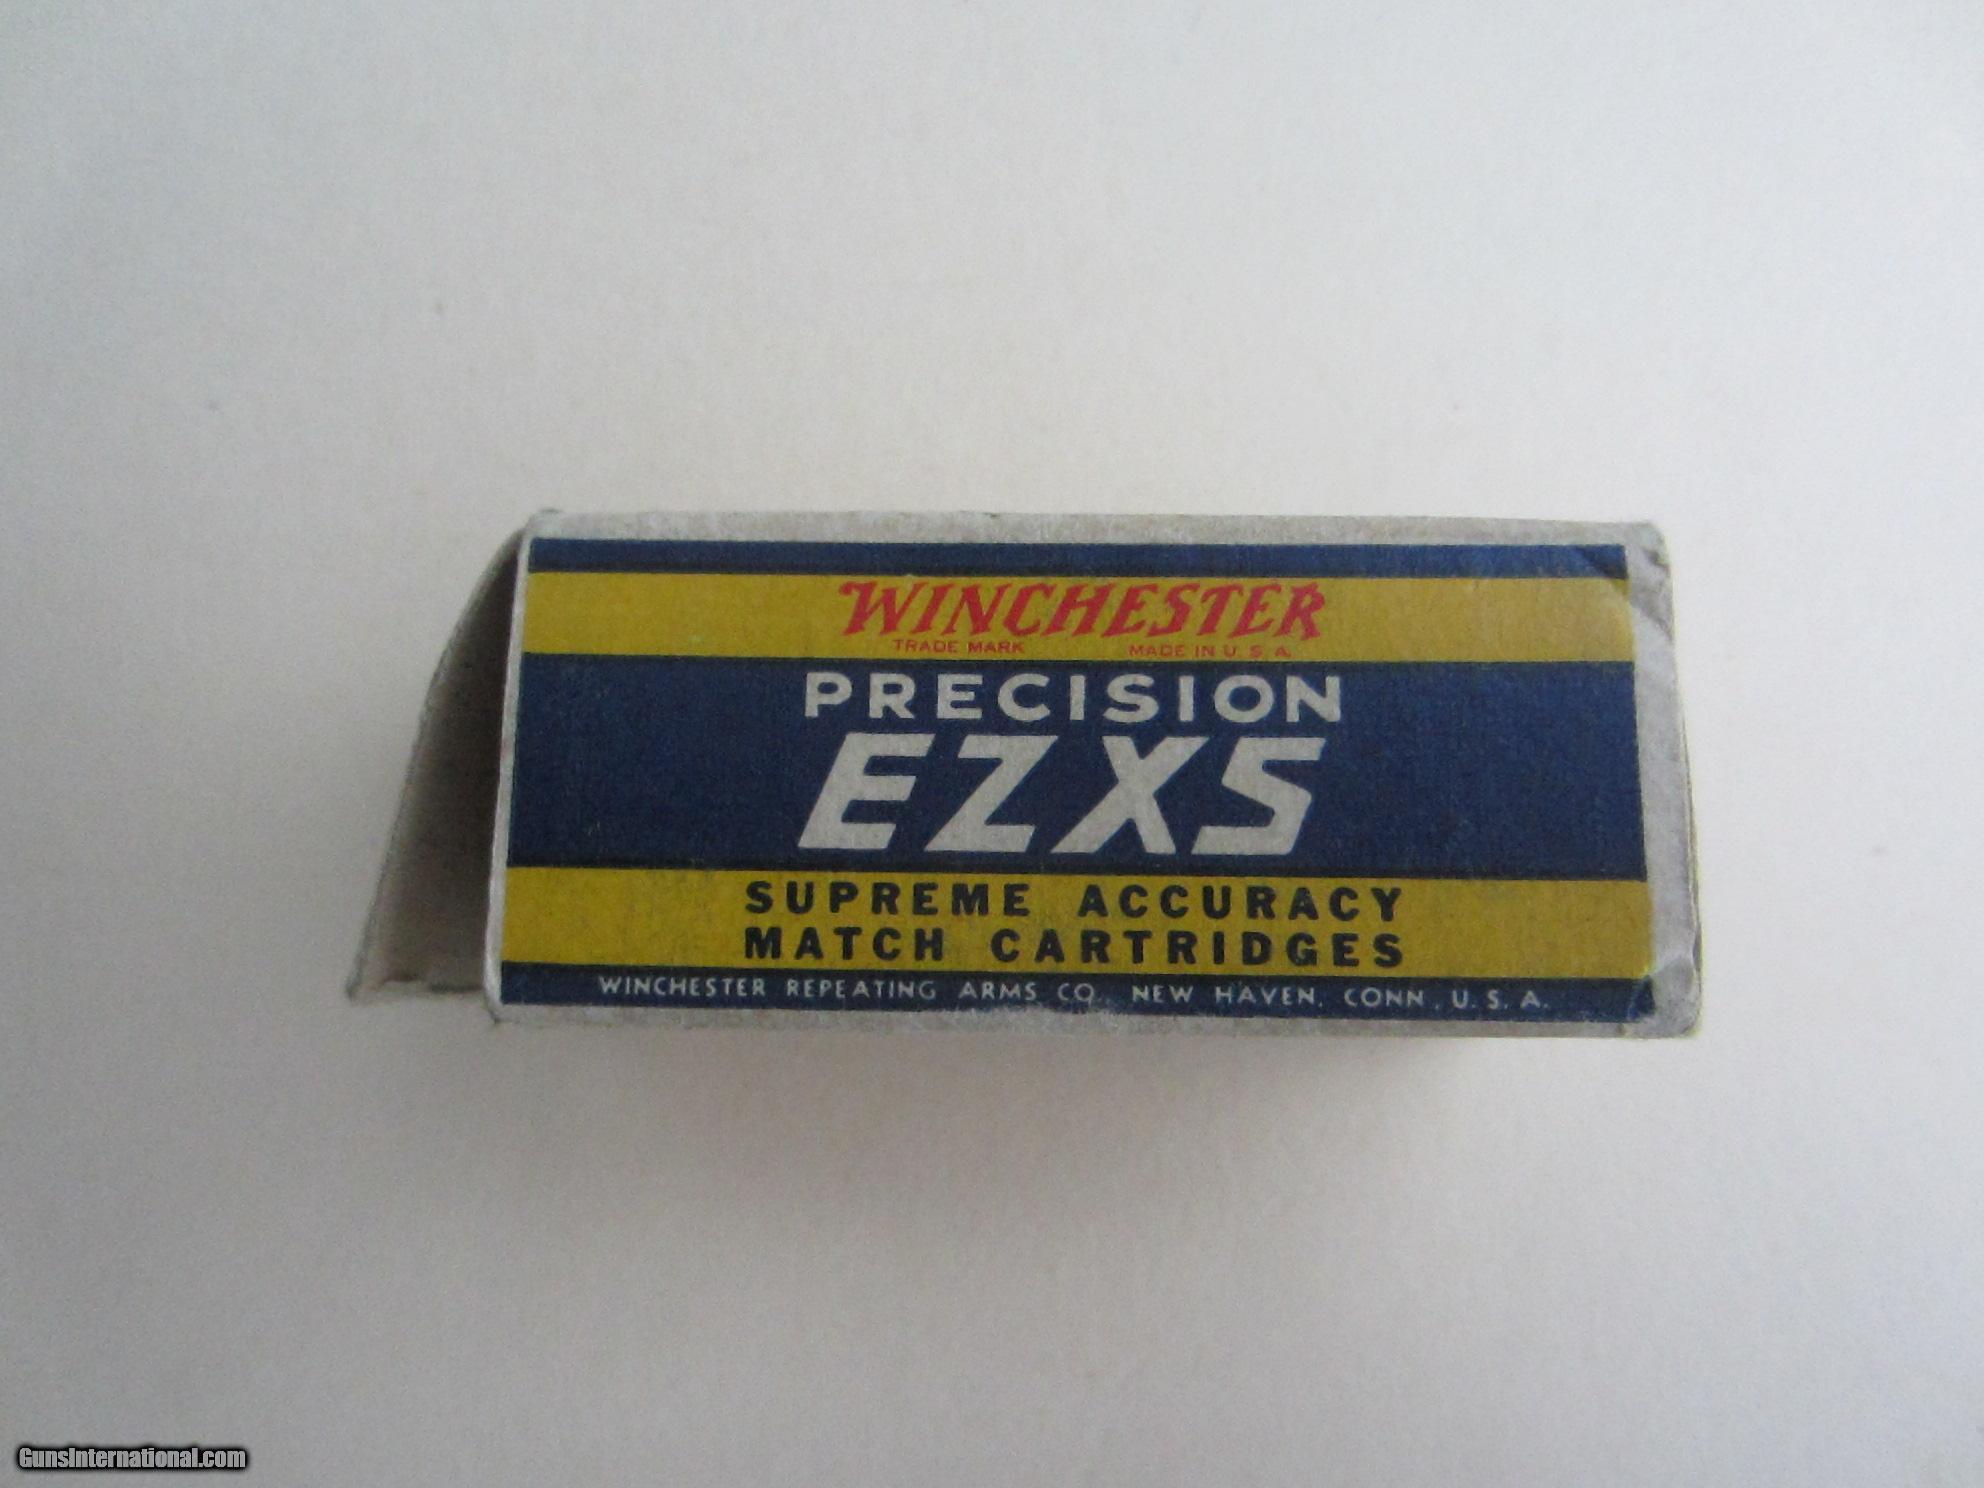 WINCHESTER
TRADE MARK MADE IN U. S. A.
PRECISION
EZXS
SUPREME ACCURACY
MATCH CARTRIDGES
WINCHESTER REPEATING ARMS CO., NEW HAVEN, CONN., U. S. A.
GunsInternational.com